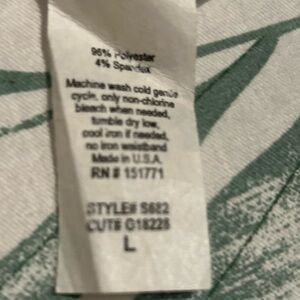 96% Polyester
4% Spandex
Machine wash cold gentle
cycle, only non-chlorine
bleach when needed,
tumble dry low,
cool iron if needed,
no iron waistband
Made in U.S.A.
RN # 151771
STYLE# S682
CUT# G18228
L